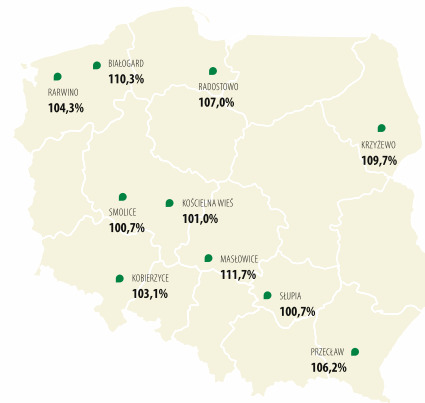 BIAŁOGARD
110,3%
RARWINO
104,3%
RADOSTOWO
107,0%
KRZYŻEWO
109,7%
SMOLICE
100,7%
KOŚCIELNA WIEŚ
101,0%
MASŁOWICE
111,7%
KOBIERZYCE
103,1%
SŁUPIA
100,7%
PRZECŁAW
106,2%